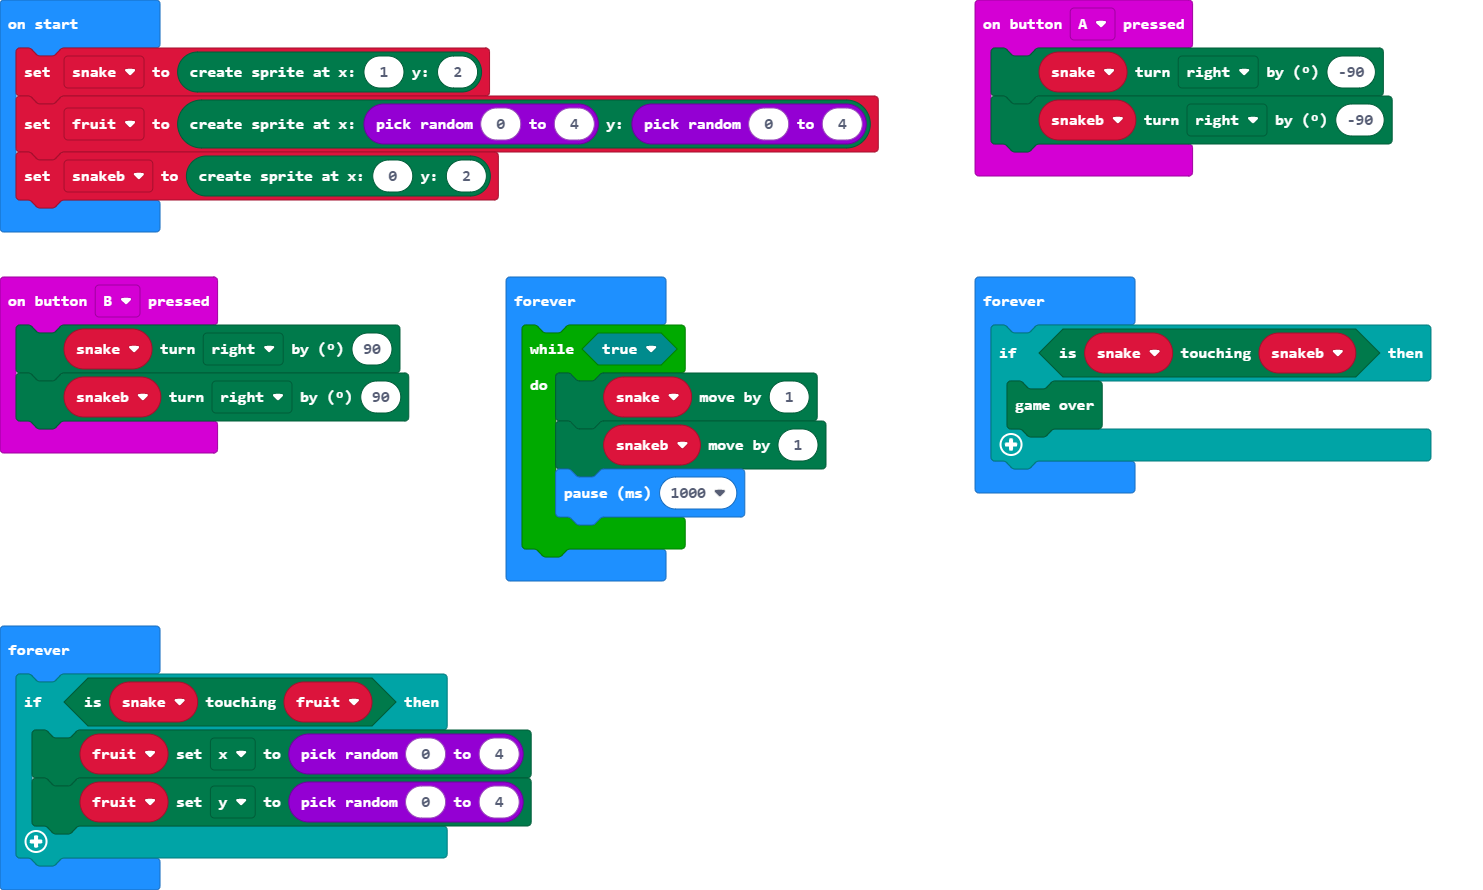 on start
set snake to create sprite at x: 1 y: 2
set fruit to create sprite at x: pick random 0 to 4 y: pick random 0 to 4
set snakeb to create sprite at x: 0 y: 2
on button A pressed
snake turn right by (º) -90
snakeb turn right by (º) -90
on button B pressed
snake turn right by (º) 90
snakeb turn right by (º) 90
forever
while true
do
snake move by 1
snakeb move by 1
pause (ms) 1000
forever
if is snake touching snakeb then
game over
forever
if is snake touching fruit then
fruit set x to pick random 0 to 4
fruit set y to pick random 0 to 4